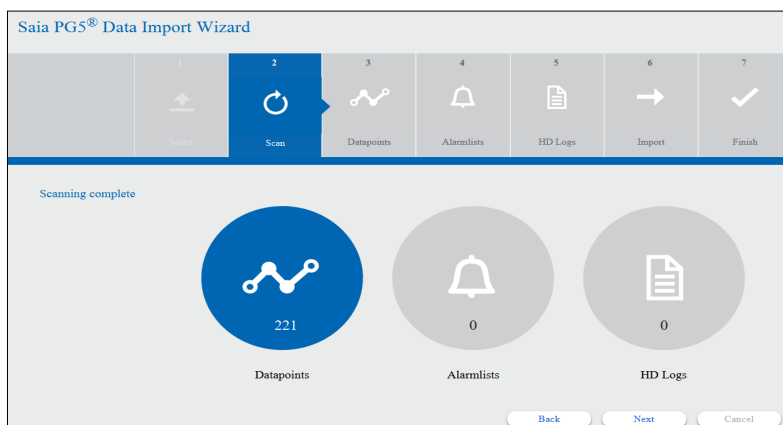 Saia PG5® Data Import Wizard
1 2 3 4 5 6 7
Select Scan Datapoints Alarmlists HD Logs Import Finish
Scanning complete
221 0 0
Datapoints Alarmlists HD Logs
Back Next Cancel